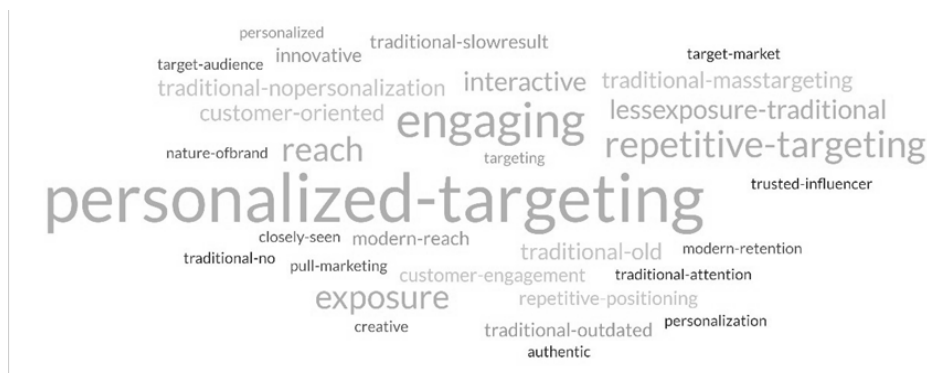 personalized
traditional-slowresult
innovative
target-market
target-audience
traditional-nopersonalization
interactive
traditional-masstargeting
customer-oriented
engaging
lessexposure-traditional
nature-ofbrand
reach
targeting
repetitive-targeting
personalized-targeting
trusted-influencer
closely-seen
modern-reach
traditional-no
pull-marketing
traditional-old
modern-retention
customer-engagement
traditional-attention
exposure
repetitive-positioning
creative
traditional-outdated
personalization
authentic